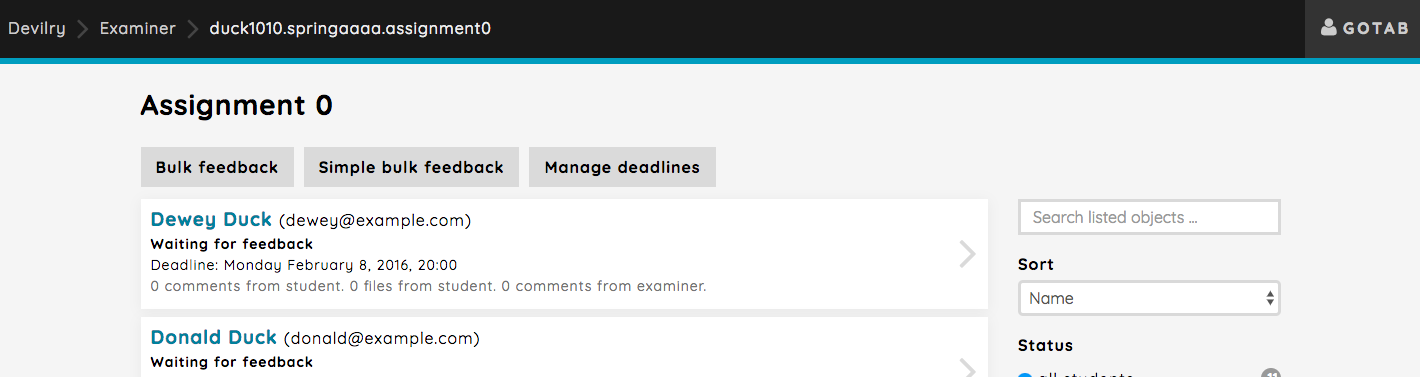 Devilry Examiner duck1010.springaaaa.assignment0 GOTAB
Assignment 0
Bulk feedback Simple bulk feedback Manage deadlines
Dewey Duck (dewey@example.com)
Waiting for feedback
Deadline: Monday February 8, 2016, 20:00
0 comments from student. 0 files from student. 0 comments from examiner.
Donald Duck (donald@example.com)
Waiting for feedback
Search listed objects ...
Sort
Name
Status
all students